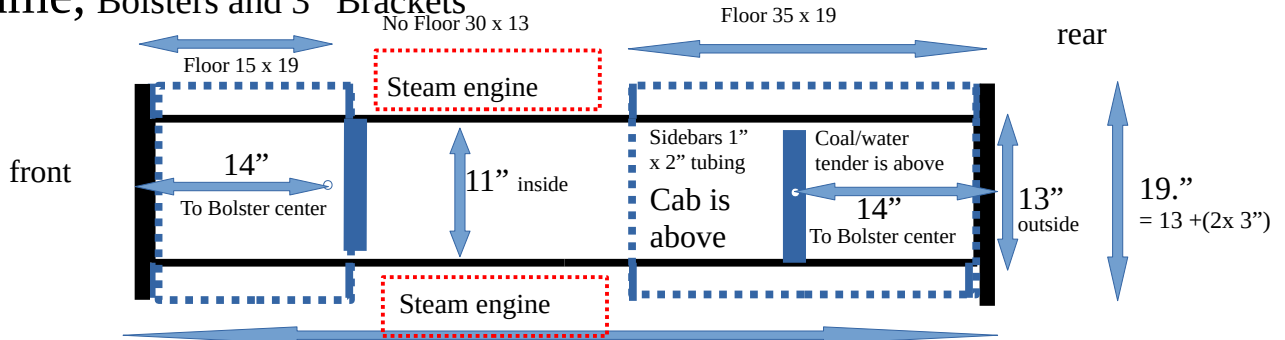 Bolsters and 3" Brackets
No Floor 30 x 13
Floor 35 x 19
rear
Floor 15 x 19
Steam engine
Sidebars 1”
x 2” tubing
Coal/water
tender is above
front
14”
11” inside
To Bolster center
Cab is
above
14”
To Bolster center
13”
outside
19.”
= 13 +(2x 3”)
Steam engine